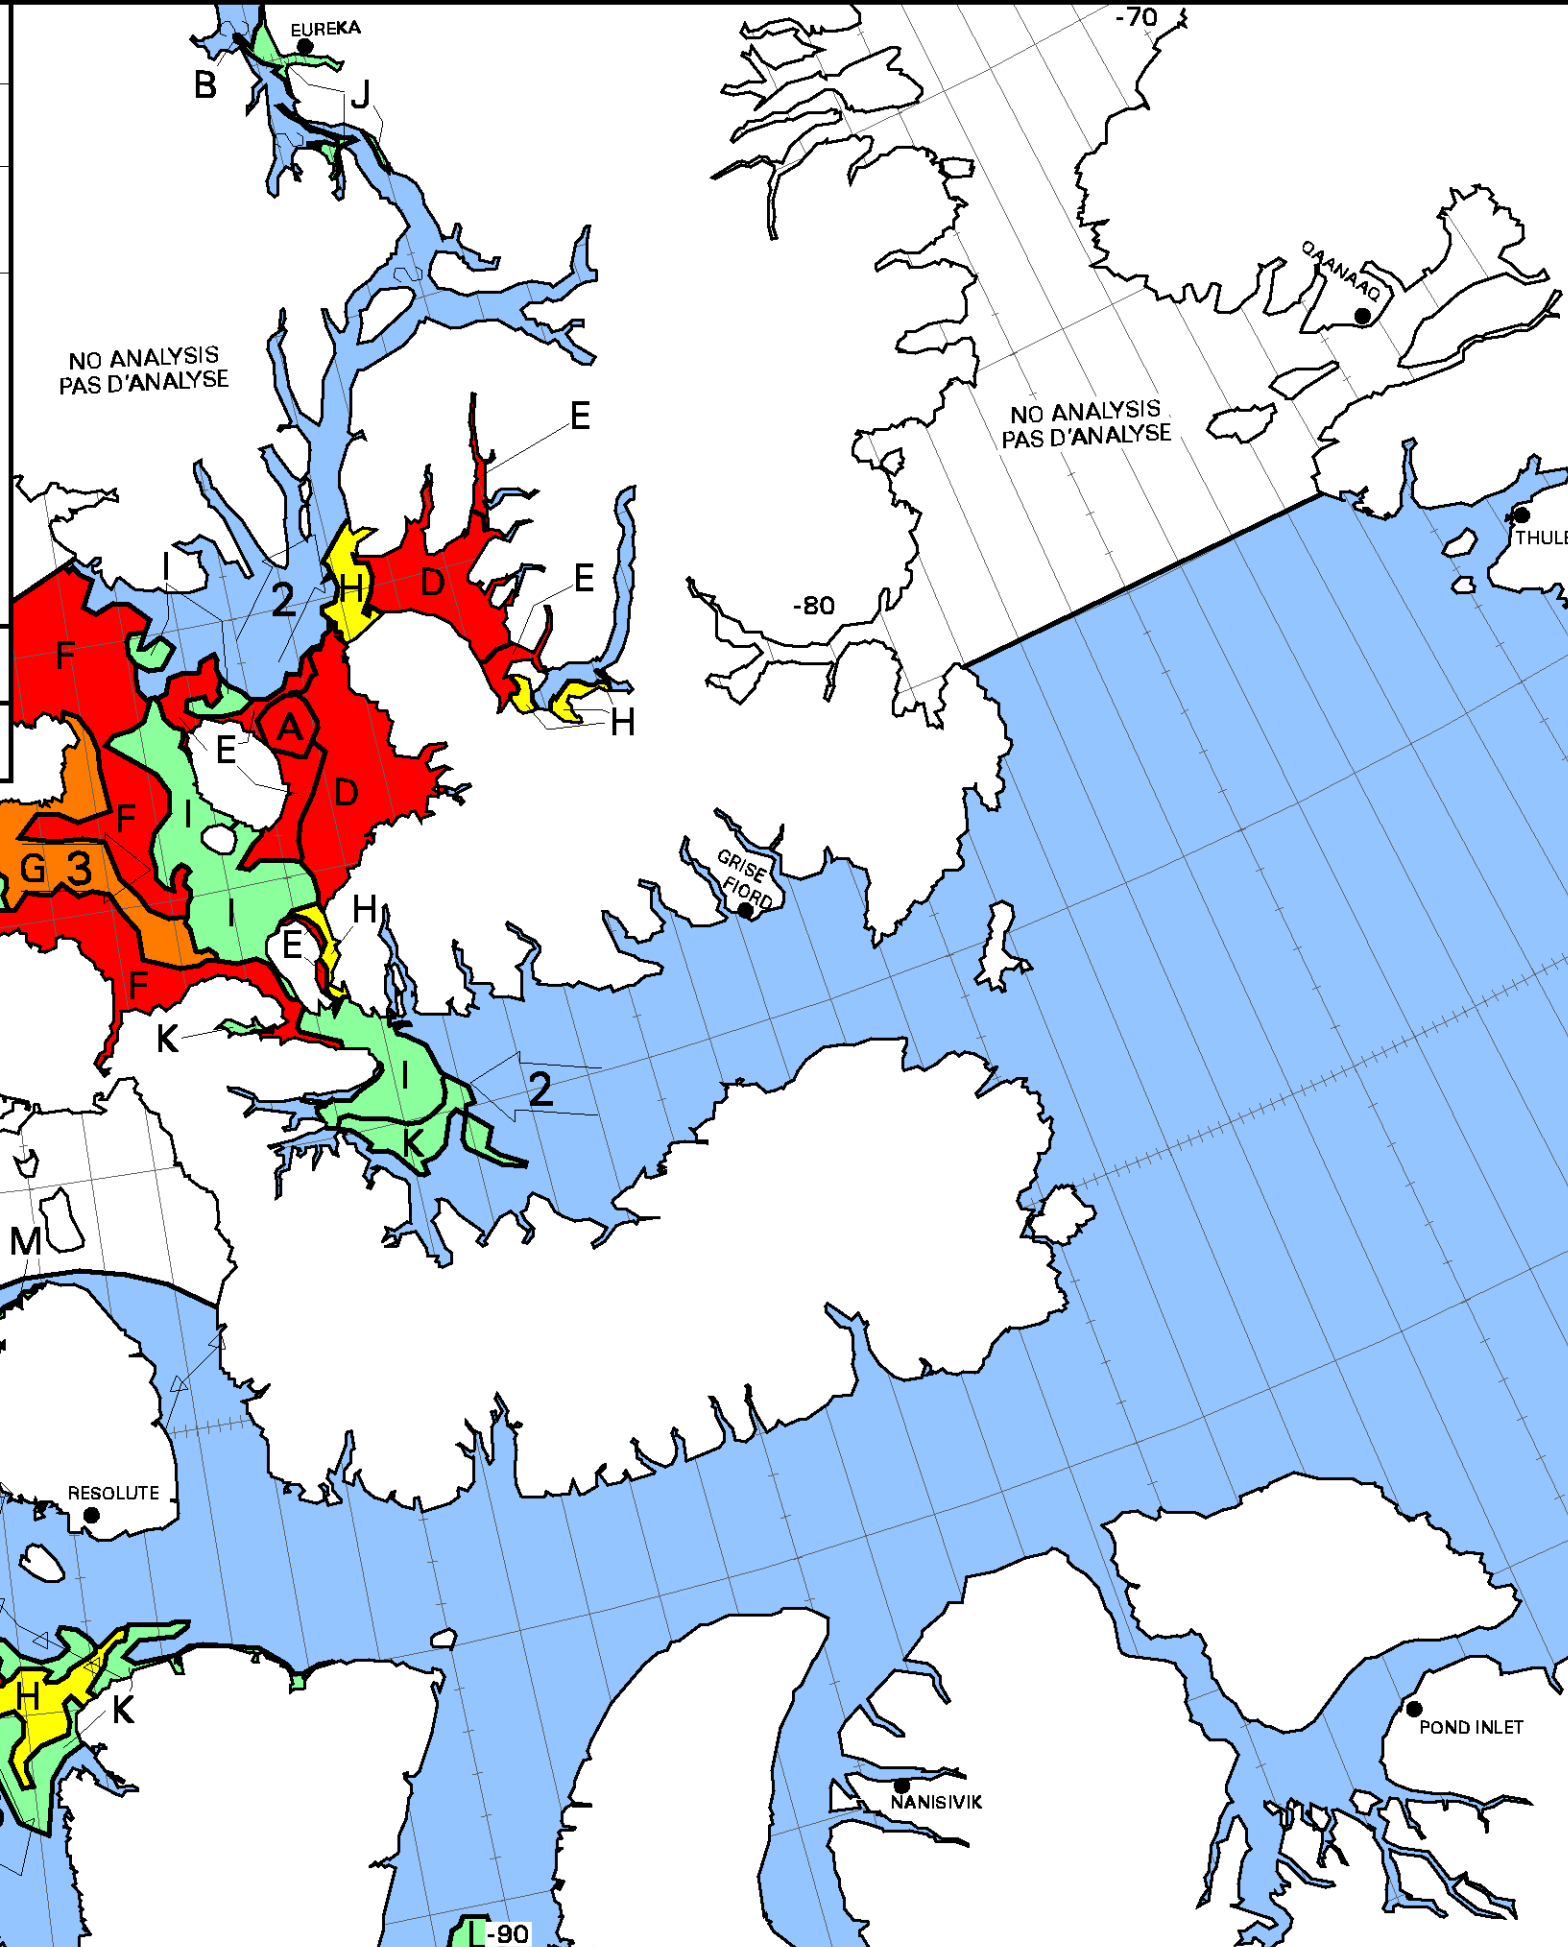 -70
EUREKA
B
J
QAANAAQ
NO ANALYSIS
PAS D'ANALYSE
E
NO ANALYSIS
PAS D'ANALYSE
THULE
I
2
H
D
E
-80
F
A
H
E
D
I
F
G 3
GRISE
FIORD
H
I
E
F
K
I
2
K
M
RESOLUTE
H
K
POND INLET
NANISIVIK
L
-90